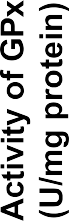 Activity of GPx
(U/mg protein)